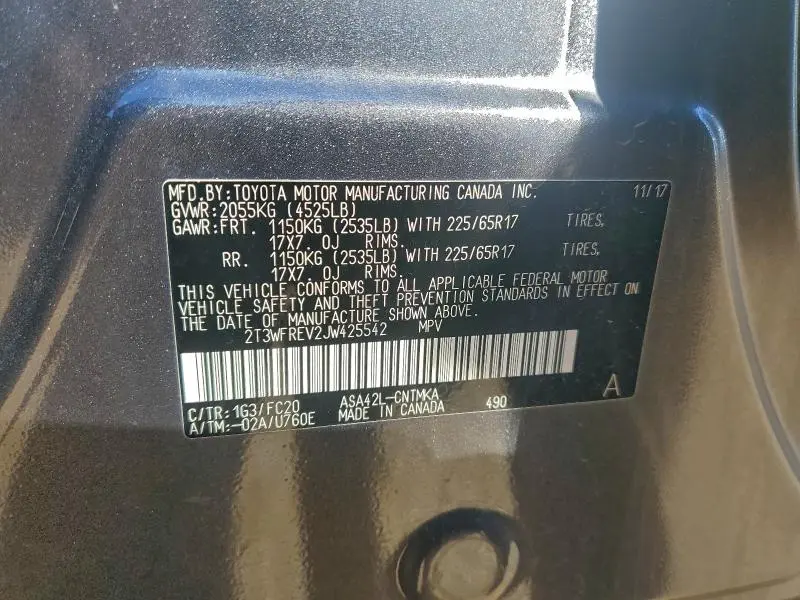 MFD.BY:TOYOTA MOTOR MANUFACTURING CANADA INC. 11/17
GVWR:2055KG (4525LB)
GAWR:FRT. 1150KG (2535LB) WITH 225/65R17 TIRES,
17X7.0J RIMS.
RR. 1150KG (2535LB) WITH 225/65R17 TIRES,
17X7.0J RIMS.
THIS VEHICLE CONFORMS TO ALL APPLICABLE FEDERAL MOTOR
VEHICLE SAFETY AND THEFT PREVENTION STANDARDS IN EFFECT ON
THE DATE OF MANUFACTURE SHOWN ABOVE.
2T3WFREV2JW425542 MPV
C/TR:1G3/FC20 ASA42L-CNTMKA 490 A
A/TM:-02A/U760E MADE IN CANADA